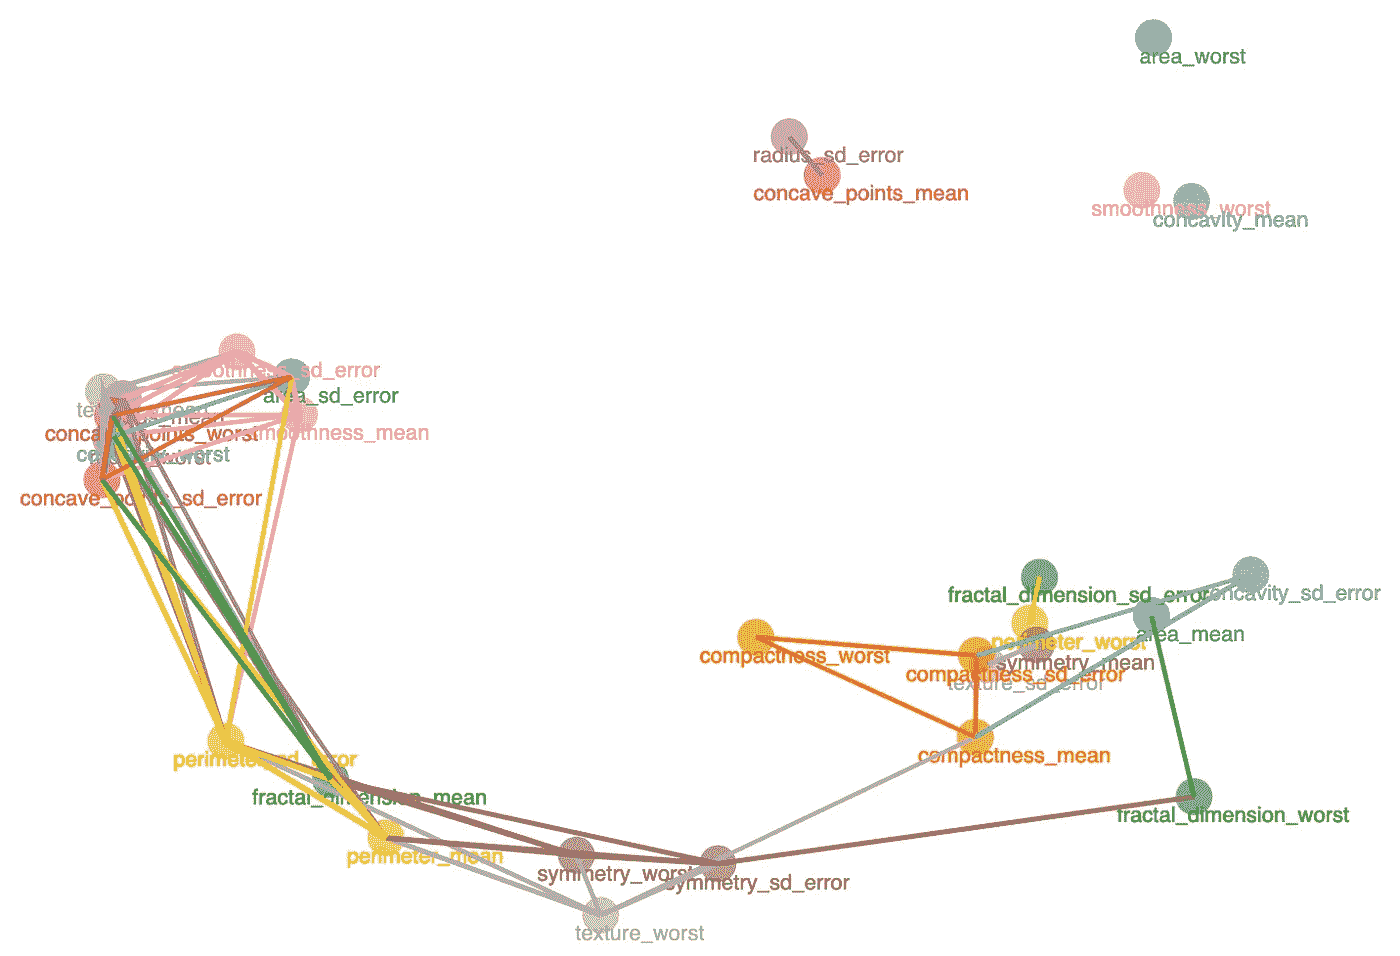 area_worst
radius_sd_error
concave_points_mean
smoothness_worst
concavity_mean
smoothness_sd_error
area_sd_error
concave_points_worst
smoothness_mean
concavity_worst
concave_points_sd_error
fractal_dimension_sd_error
concavity_sd_error
area_mean
perimeter_worst
compactness_worst
symmetry_mean
compactness_sd_error
texture_sd_error
compactness_mean
perimeter_sd_error
fractal_dimension_mean
fractal_dimension_worst
perimeter_mean
symmetry_worst
symmetry_sd_error
texture_worst